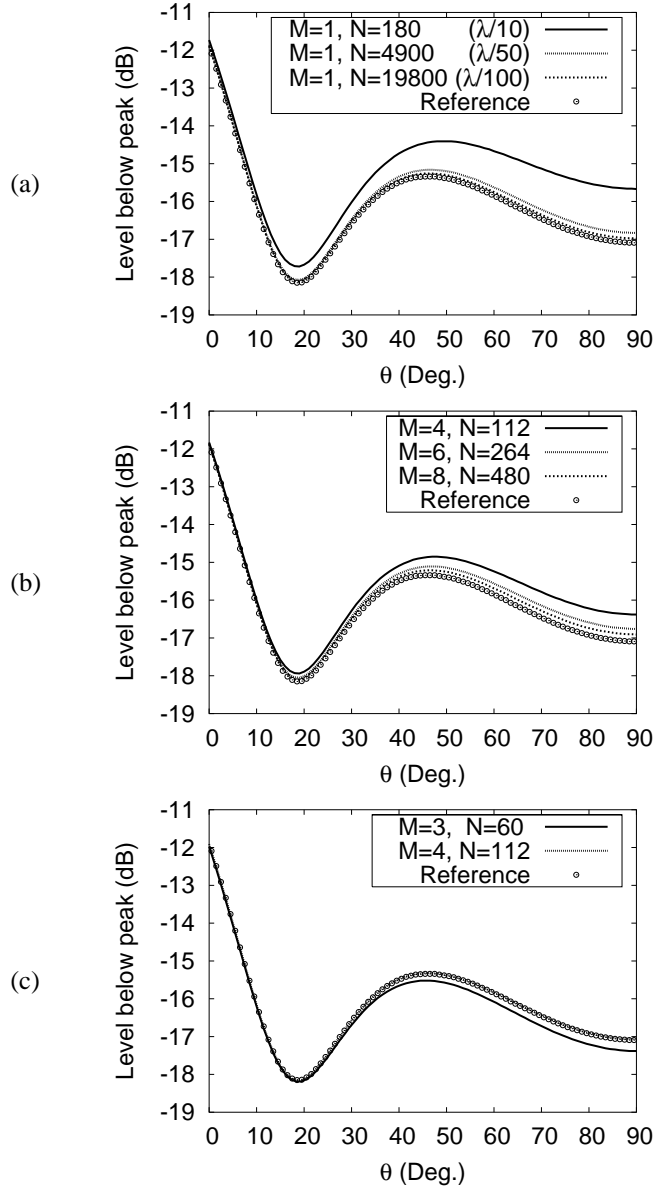 (a)
Level below peak (dB)
-11
-12
-13
-14
-15
-16
-17
-18
-19
M=1, N=180 (λ/10)
M=1, N=4900 (λ/50)
M=1, N=19800 (λ/100)
Reference
0 10 20 30 40 50 60 70 80 90
θ (Deg.)
(b)
Level below peak (dB)
-11
-12
-13
-14
-15
-16
-17
-18
-19
M=4, N=112
M=6, N=264
M=8, N=480
Reference
0 10 20 30 40 50 60 70 80 90
θ (Deg.)
(c)
Level below peak (dB)
-11
-12
-13
-14
-15
-16
-17
-18
-19
M=3, N=60
M=4, N=112
Reference
0 10 20 30 40 50 60 70 80 90
θ (Deg.)